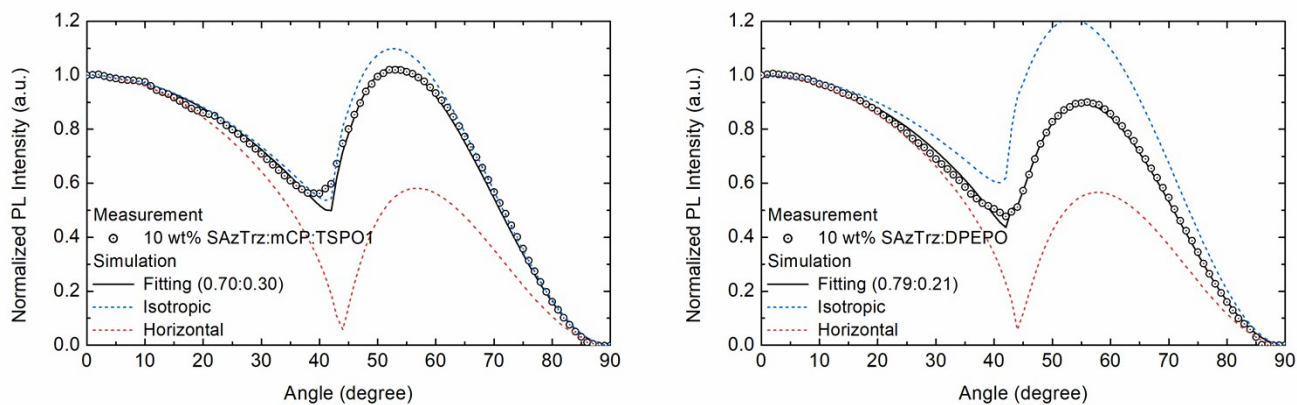 1.2
1.0
0.8
0.6
0.4
0.2
0.0
Normalized PL Intensity (a.u.)
Measurement
10 wt% SAzTrz:mCP:TSPO1
Simulation
Fitting (0.70:0.30)
Isotropic
Horizontal
0 10 20 30 40 50 60 70 80 90
Angle (degree)
1.2
1.0
0.8
0.6
0.4
0.2
0.0
Normalized PL Intensity (a.u.)
Measurement
10 wt% SAzTrz:DPEPO
Simulation
Fitting (0.79:0.21)
Isotropic
Horizontal
0 10 20 30 40 50 60 70 80 90
Angle (degree)